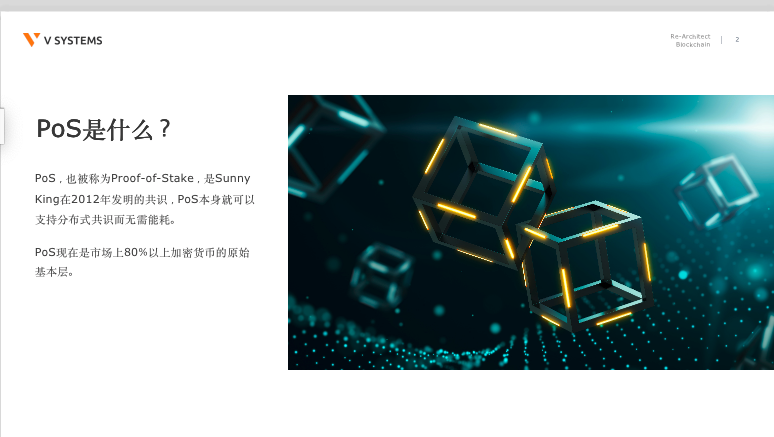 V SYSTEMS
Re-Architect
Blockchain
2
PoS是什么？
PoS，也被称为Proof-of-Stake，是Sunny
King在2012年发明的共识，PoS本身就可以
支持分布式共识而无需能耗。
PoS现在是市场上80%以上加密货币的原始
基本层。